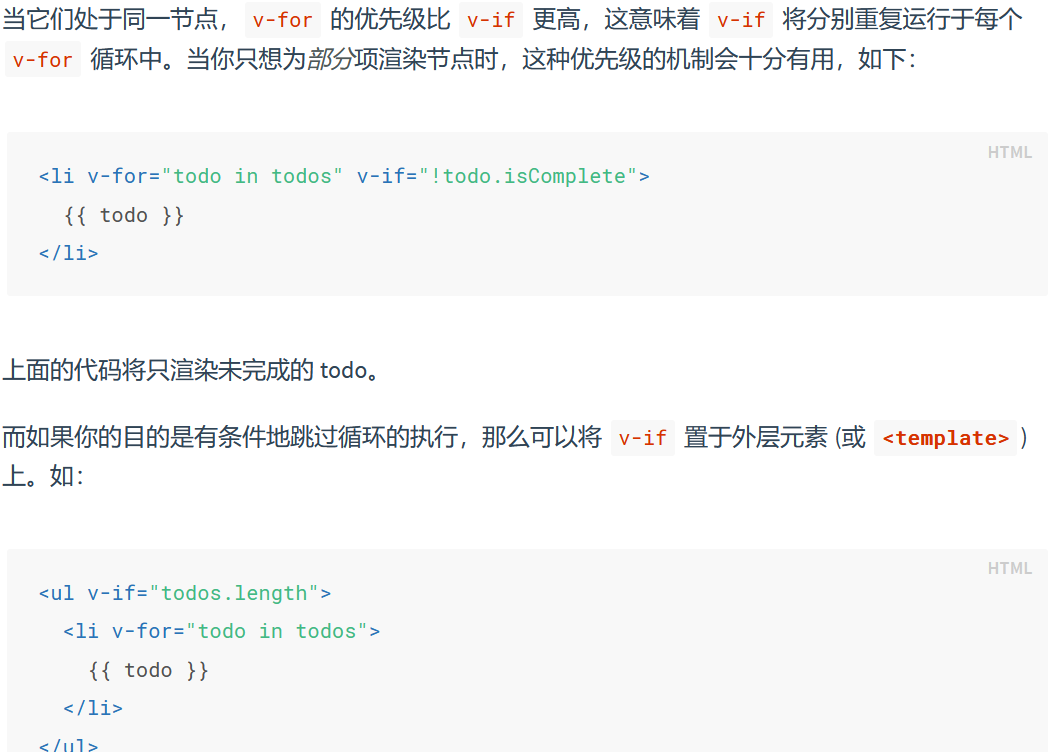 当它们处于同一节点，v-for 的优先级比 v-if 更高，这意味着 v-if 将分别重复运行于每个
v-for 循环中。当你只想为部分项渲染节点时，这种优先级的机制会十分有用，如下：
HTML
<li v-for="todo in todos" v-if="!todo.isComplete">
  {{ todo }}
</li>
上面的代码将只渲染未完成的 todo。
而如果你的目的是有条件地跳过循环的执行，那么可以将 v-if 置于外层元素 (或 <template>)
上。如：
HTML
<ul v-if="todos.length">
  <li v-for="todo in todos">
    {{ todo }}
  </li>
</ul>